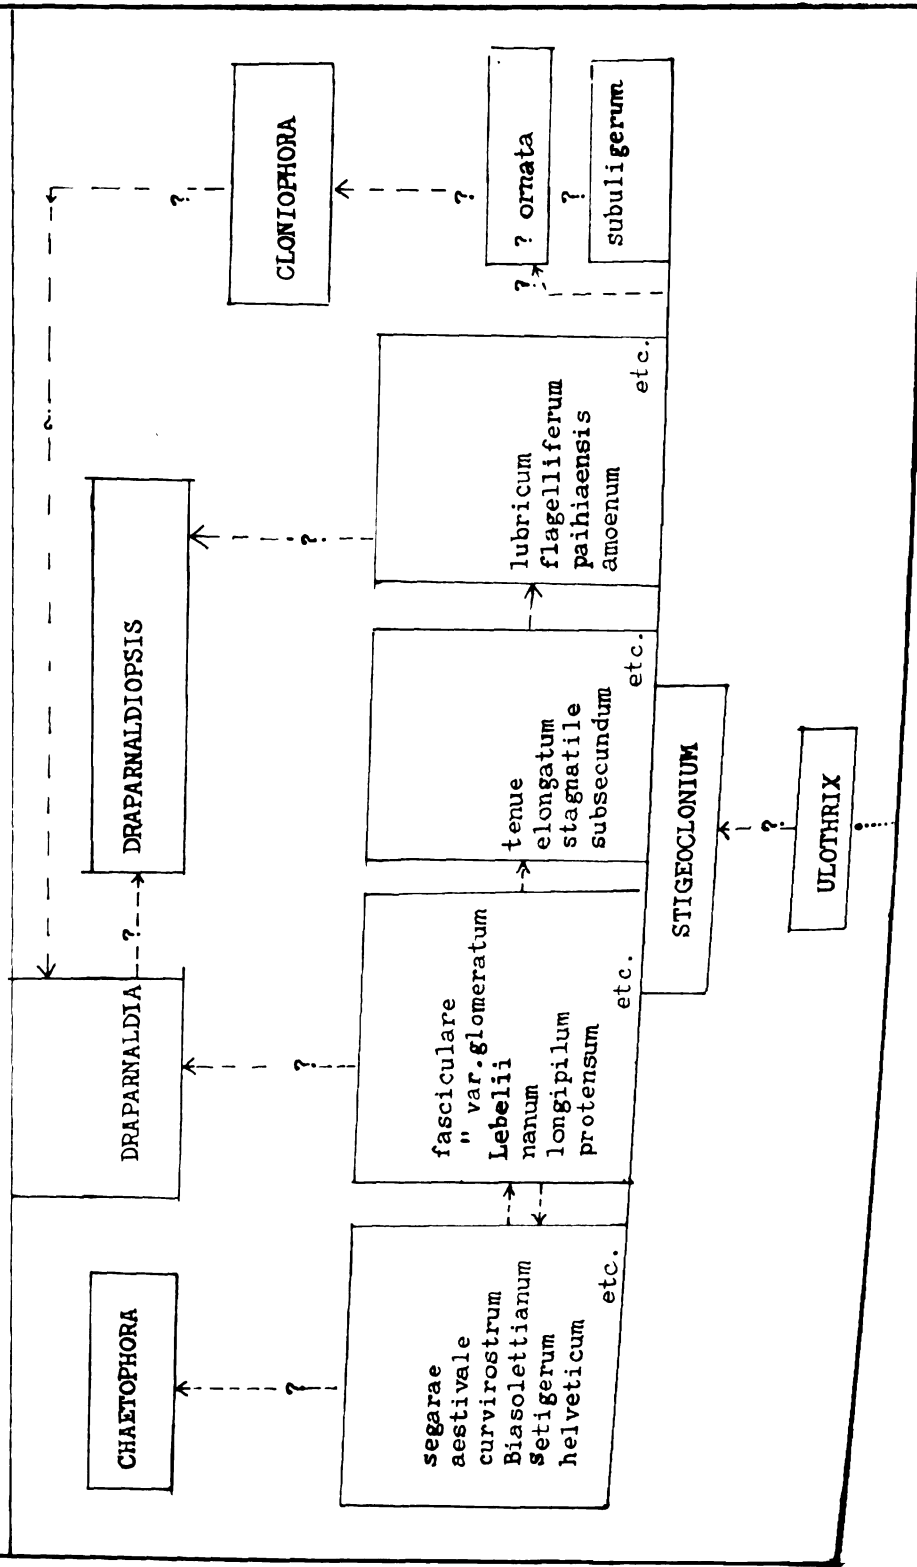 CHAETOPHORA
DRAPARNALDIA
?
DRAPARNALDIOPSIS
?
?
CLONIOPHORA
?
?
?
?
segarae
aestivale
curvirostrum
Biasolettianum
setigerum
helveticum
etc.
fasciculare
" var.glomeratum
Lebelii
nanum
longipilum
protensum
etc.
tenue
elongatum
stagnatile
subsecundum
etc.
lubricum
flagelliferum
paihiaensis
amoenum
etc.
? ornata
?
?
subuligerum
STIGEOCLONIUM
?
ULOTHRIX